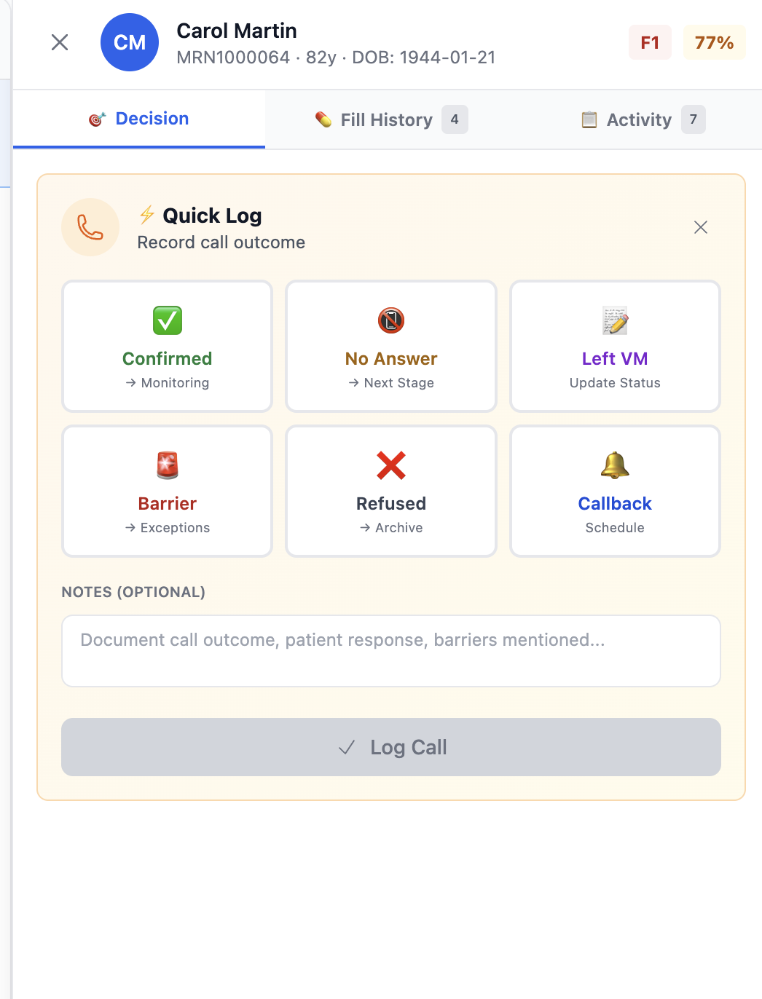 CM
Carol Martin
MRN1000064 · 82y · DOB: 1944-01-21
F1
77%
Decision
Fill History 4
Activity 7
Quick Log
Record call outcome
Confirmed
→ Monitoring
No Answer
→ Next Stage
Left VM
Update Status
Barrier
→ Exceptions
Refused
→ Archive
Callback
Schedule
NOTES (OPTIONAL)
Document call outcome, patient response, barriers mentioned...
Log Call